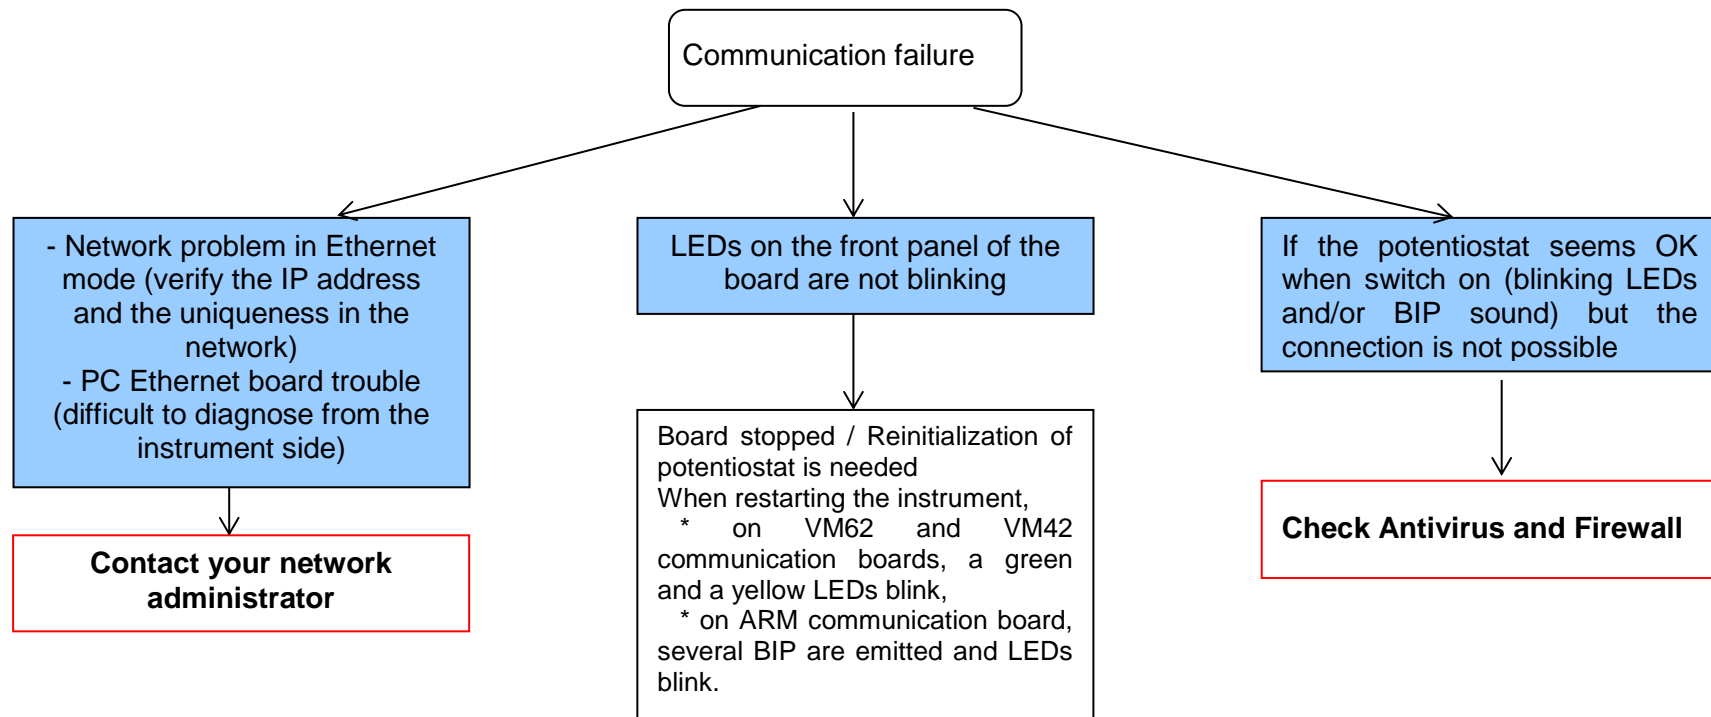 Communication failure
- Network problem in Ethernet
mode (verify the IP address
and the uniqueness in the
network)
- PC Ethernet board trouble
(difficult to diagnose from the
instrument side)
Contact your network
administrator
LEDs on the front panel of the
board are not blinking
Board stopped / Reinitialization of
potentiostat is needed
When restarting the instrument,
* on VM62 and VM42
communication boards, a green
and a yellow LEDs blink,
* on ARM communication board,
several BIP are emitted and LEDs
blink.
If the potentiostat seems OK
when switch on (blinking LEDs
and/or BIP sound) but the
connection is not possible
Check Antivirus and Firewall